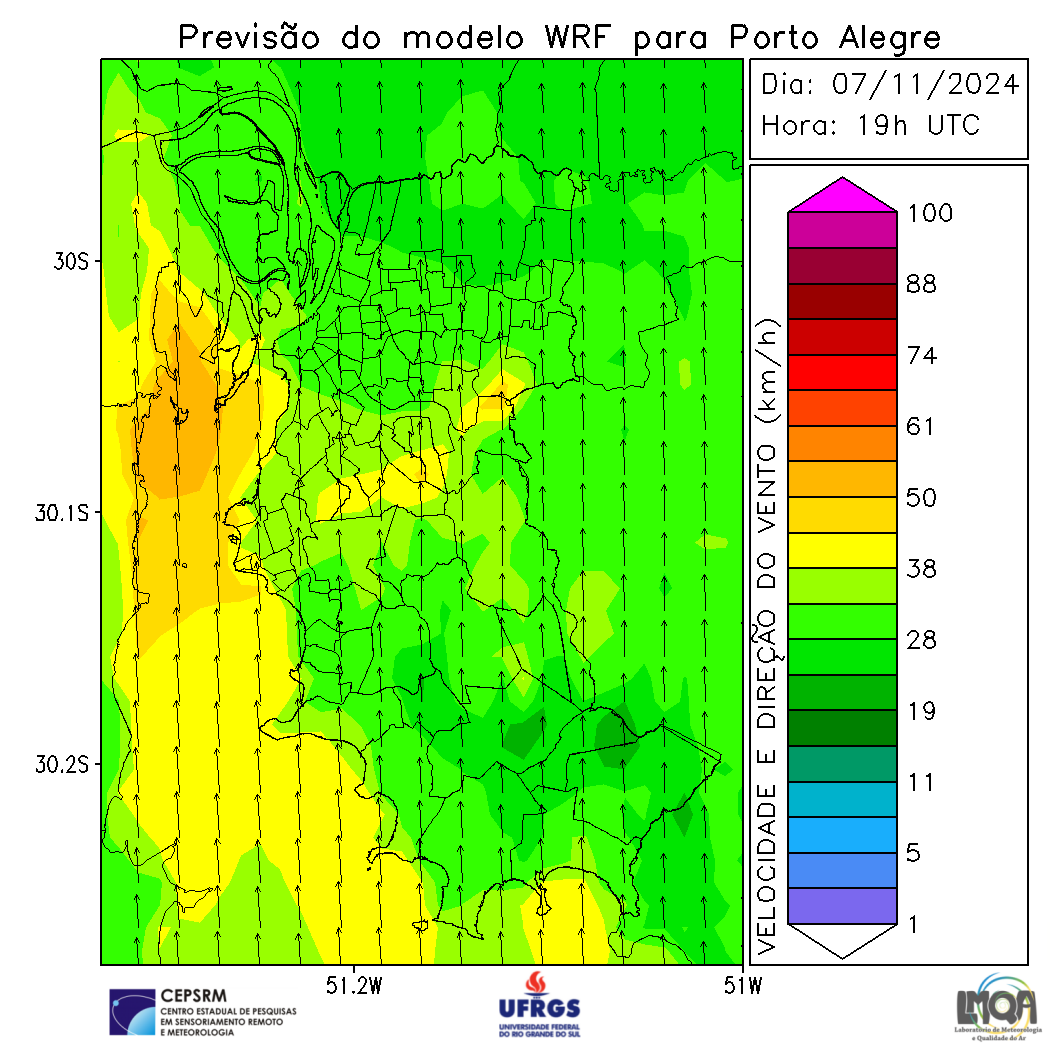 Previsão do modelo WRF para Porto Alegre
Dia: 07/11/2024
Hora: 19h UTC
30S
30.1S
30.2S
51.2W
51W
VELOCIDADE E DIREÇÃO DO VENTO (km/h)
100
88
74
61
50
38
28
19
11
5
1
CEPSRM
CENTRO ESTADUAL DE PESQUISAS
EM SENSORIAMENTO REMOTO
E METEOROLOGIA
UFRGS
UNIVERSIDADE FEDERAL
DO RIO GRANDE DO SUL
LMQA
Laboratório de Meteorologia
e Qualidade do Ar